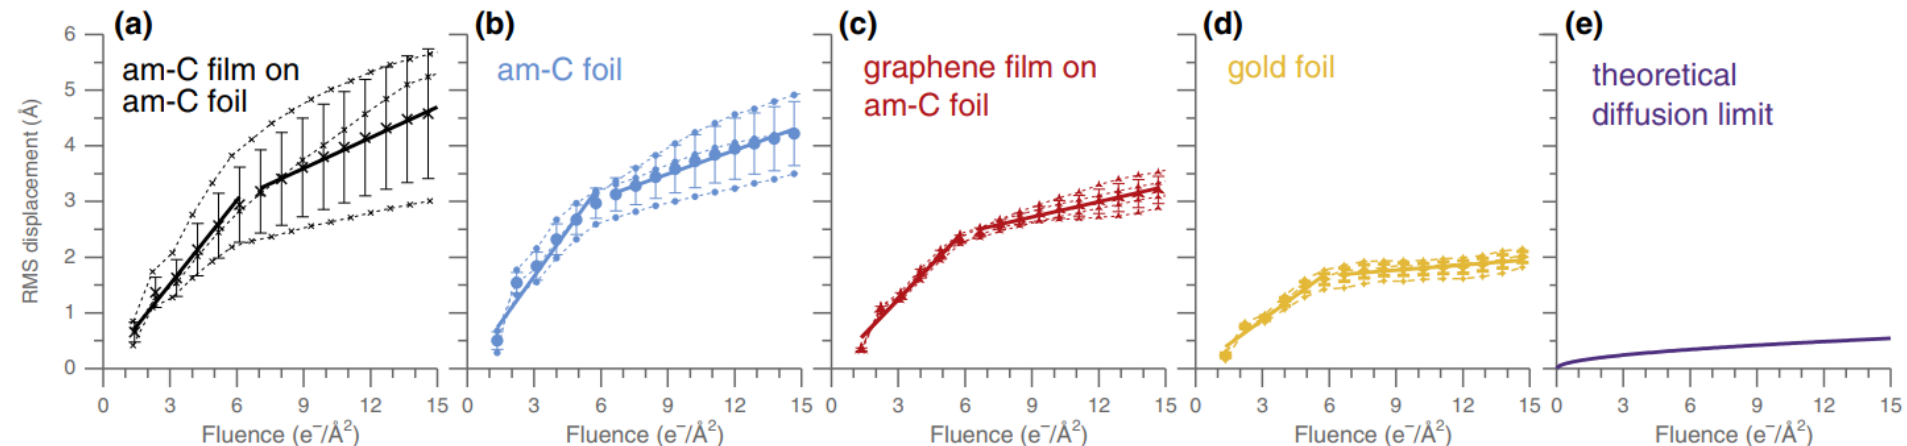 (a)
am-C film on
am-C foil
(b)
am-C foil
(c)
graphene film on
am-C foil
(d)
gold foil
(e)
theoretical
diffusion limit
RMS displacement (Å)
6
5
4
3
2
1
0
0 3 6 9 12 15
0 3 6 9 12 15
0 3 6 9 12 15
0 3 6 9 12 15
0 3 6 9 12 15
Fluence (e⁻/Å²)
Fluence (e⁻/Å²)
Fluence (e⁻/Å²)
Fluence (e⁻/Å²)
Fluence (e⁻/Å²)